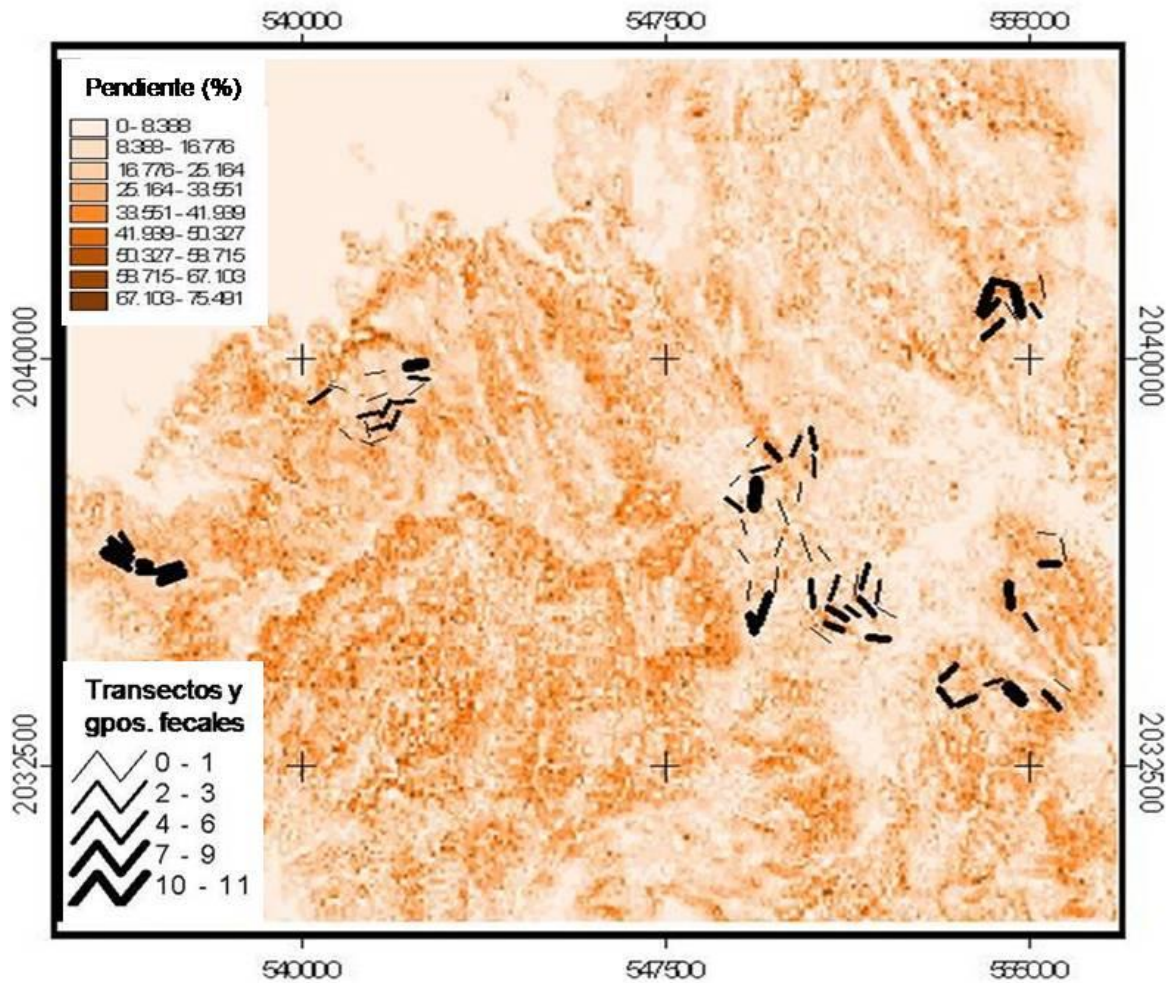 540000
547500
555000
Pendiente (%)
0 - 8.388
8.388 - 16.776
16.776 - 25.164
25.164 - 33.551
33.551 - 41.939
41.939 - 50.327
50.327 - 58.715
58.715 - 67.103
67.103 - 75.491
2040000
2040000
Transectos y
gpos. fecales
0 - 1
2 - 3
4 - 6
7 - 9
10 - 11
2032500
2032500
540000
547500
555000